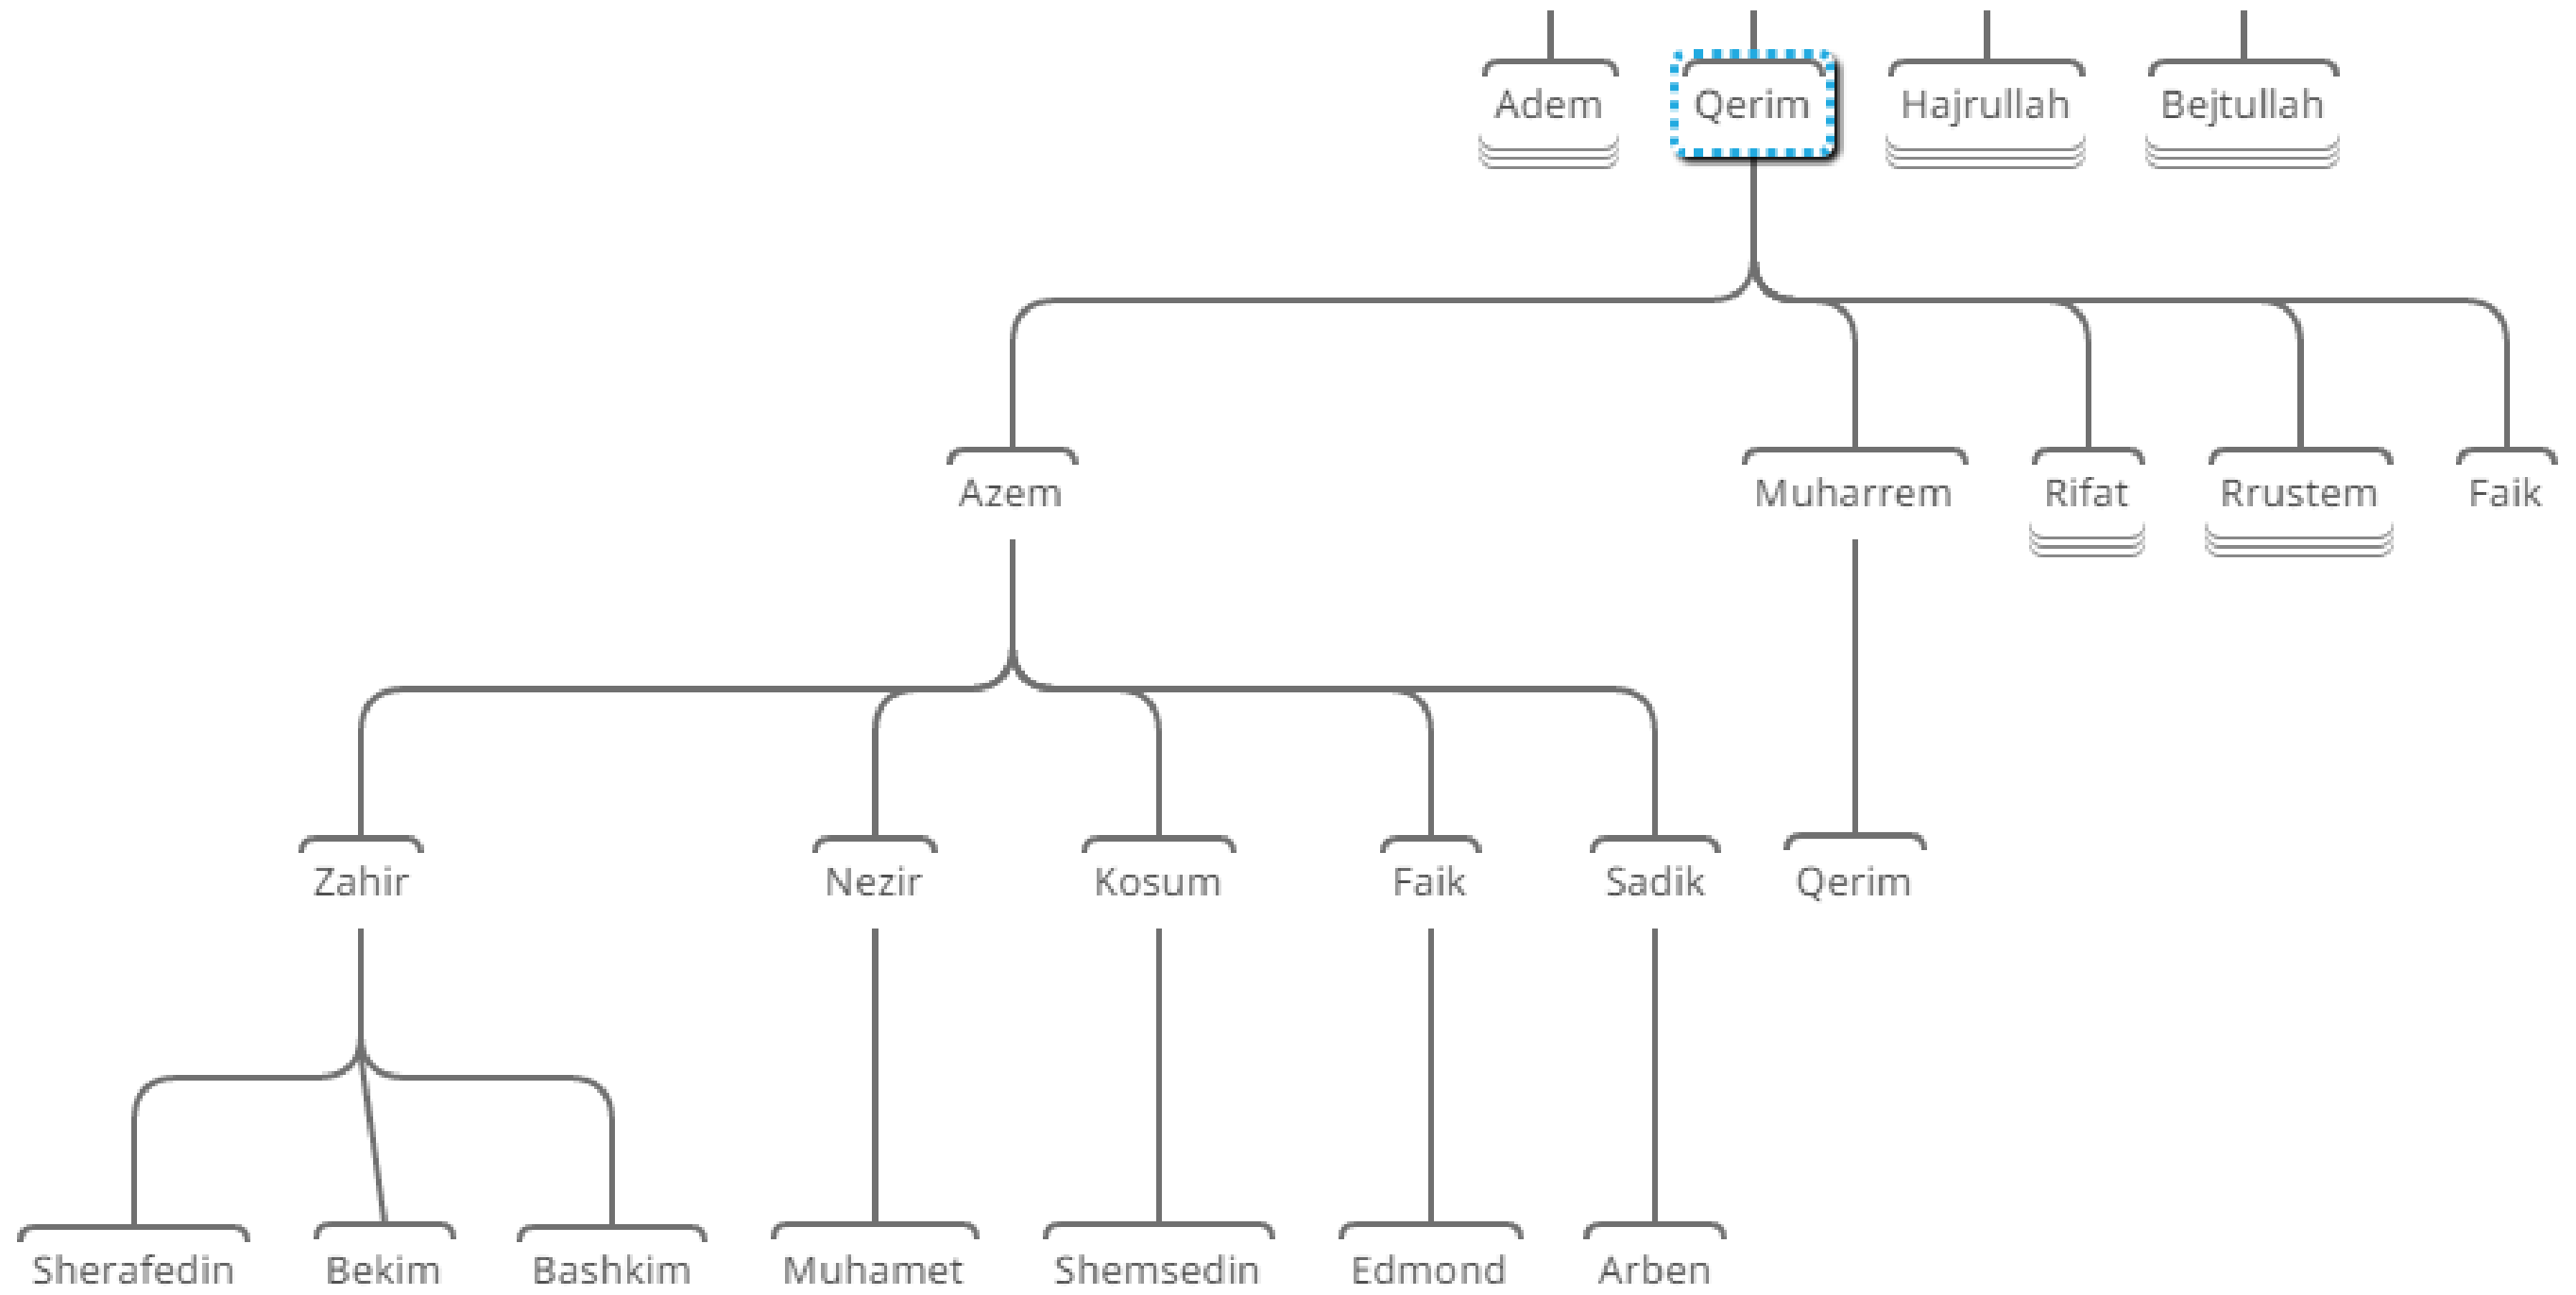 Adem
Qerim
Hajrullah
Bejtullah
Azem
Muharrem
Rifat
Rrustem
Faik
Zahir
Nezir
Kosum
Faik
Sadik
Qerim
Sherafedin
Bekim
Bashkim
Muhamet
Shemsedin
Edmond
Arben